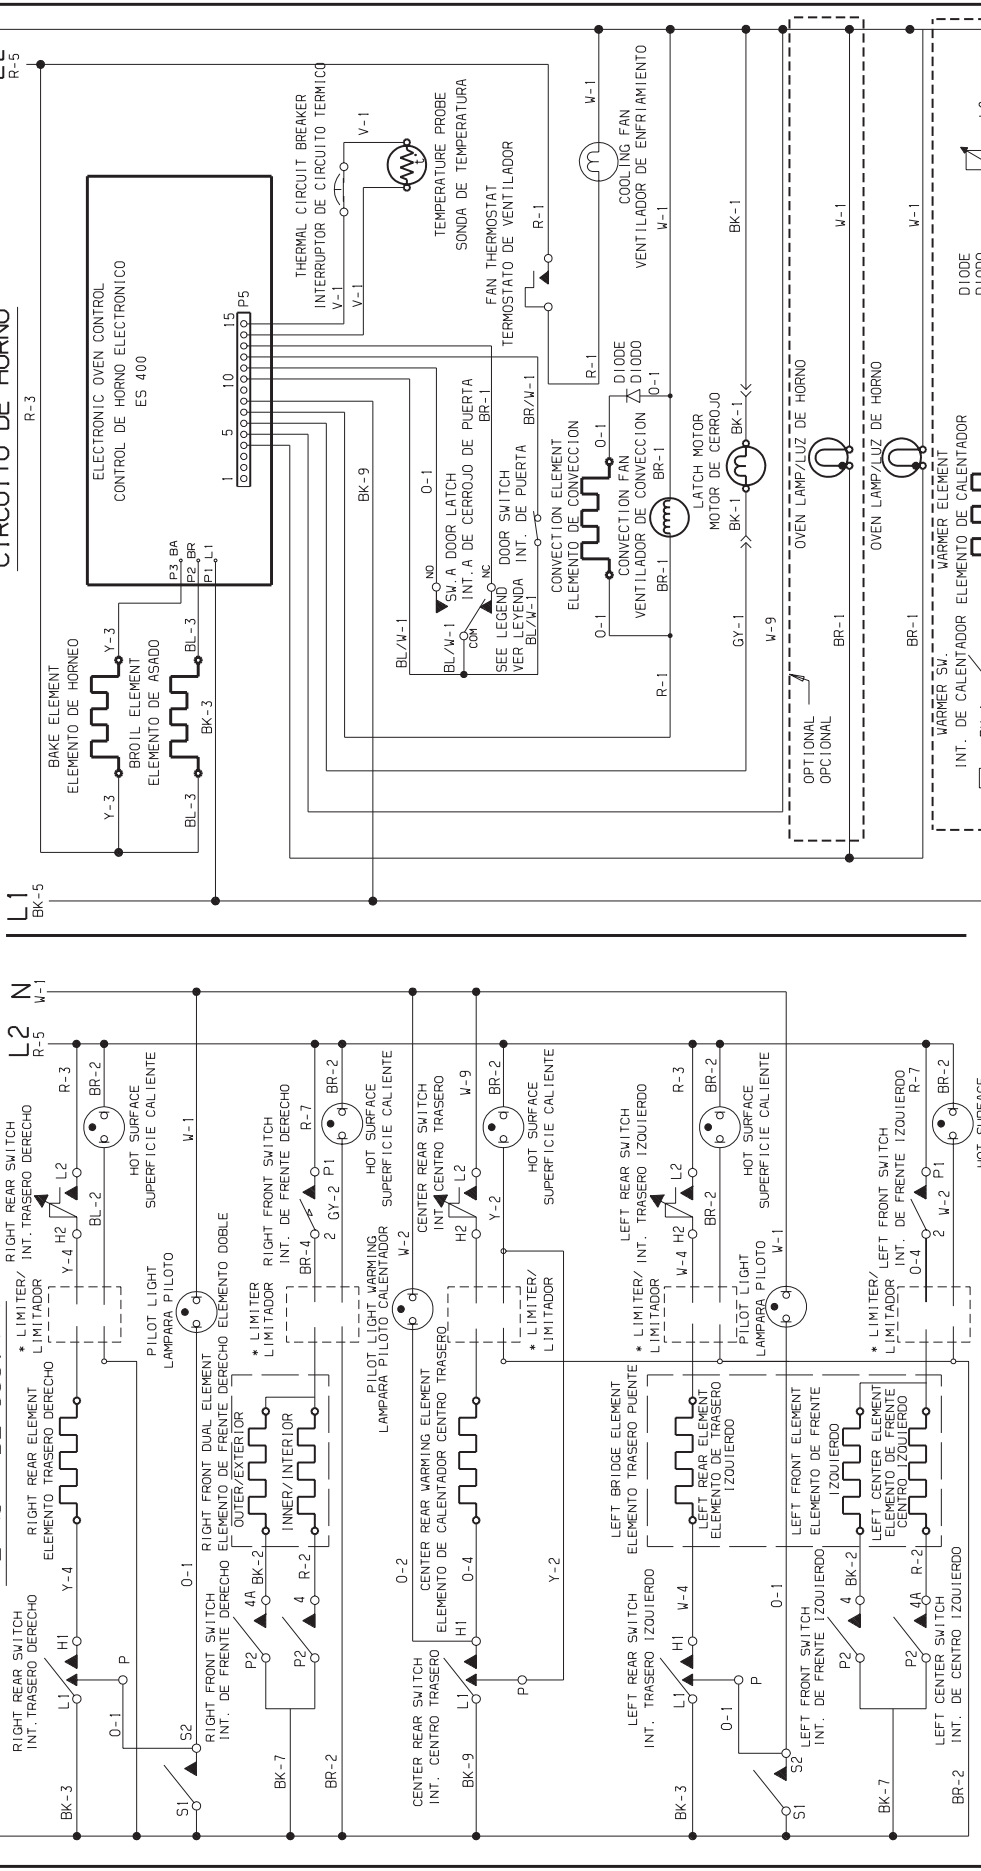 CIRCUITO DE HORNO
R-5
R-3
ELECTRONIC OVEN CONTROL
CONTROL DE HORNO ELECTRONICO
ES 400
P5
15
10
5
1
P3 BA
P2 BR
P1 L1
BAKE ELEMENT
ELEMENTO DE HORNEO
Y-3
Y-3
BROIL ELEMENT
ELEMENTO DE ASADO
BL-3
BL-3
BK-3
L1
BK-5
THERMAL CIRCUIT BREAKER
INTERRUPTOR DE CIRCUITO TERMICO
V-1
V-1
V-1
TEMPERATURE PROBE
SONDA DE TEMPERATURA
FAN THERMOSTAT
TERMOSTATO DE VENTILADOR
R-1
R-1
W-1
COOLING FAN
VENTILADOR DE ENFRIAMIENTO
W-1
BK-9
O-1
NO
SW.A DOOR LATCH
INT.A DE CERROJO DE PUERTA
BR-1
NC
BL/W-1
BL/W-1
COM
SEE LEGEND
VER LEYENDA
DOOR SWITCH
INT. DE PUERTA
BR/W-1
BL/W-1
CONVECTION ELEMENT
ELEMENTO DE CONVECCION
O-1
O-1
DIODE
DIODO
O-1
CONVECTION FAN
VENTILADOR DE CONVECCION
BR-1
BR-1
R-1
LATCH MOTOR
MOTOR DE CERROJO
BK-1
BK-1
BK-1
GY-1
W-9
OPTIONAL
OPCIONAL
OVEN LAMP/LUZ DE HORNO
W-1
BR-1
OVEN LAMP/LUZ DE HORNO
W-1
BR-1
DIODE
DIODO
WARMER ELEMENT
ELEMENTO DE CALENTADOR
WARMER SW.
INT. DE CALENTADOR
L2
R-5
N
W-1
RIGHT REAR SWITCH
INT. TRASERO DERECHO
R-3
BR-2
L2
H2
BL-2
Y-4
HOT SURFACE
SUPERFICIE CALIENTE
* LIMITER/
LIMITADOR
RIGHT REAR ELEMENT
ELEMENTO TRASERO DERECHO
Y-4
RIGHT REAR SWITCH
INT. TRASERO DERECHO
H1
L1
P
O-1
BK-3
W-1
PILOT LIGHT
LAMPARA PILOTO
O-1
S2
S1
RIGHT FRONT SWITCH
INT. DE FRENTE DERECHO
R-7
BR-2
P1
2
GY-2
BR-4
HOT SURFACE
SUPERFICIE CALIENTE
* LIMITER
LIMITADOR
RIGHT FRONT DUAL ELEMENT
ELEMENTO DE FRENTE DERECHO ELEMENTO DOBLE
OUTER/EXTERIOR
INNER/INTERIOR
BK-2
R-2
4A
4
P2
P2
RIGHT FRONT SWITCH
INT. DE FRENTE DERECHO
BK-7
BR-2
PILOT LIGHT WARMING
LAMPARA PILOTO CALENTADOR
W-2
O-2
CENTER REAR SWITCH
INT. CENTRO TRASERO
W-9
BR-2
L2
H2
Y-2
HOT SURFACE
SUPERFICIE CALIENTE
* LIMITER/
LIMITADOR
CENTER REAR WARMING ELEMENT
ELEMENTO DE CALENTADOR CENTRO TRASERO
O-4
Y-2
H1
L1
P
CENTER REAR SWITCH
INT. CENTRO TRASERO
BK-9
LEFT REAR SWITCH
INT. TRASERO IZQUIERDO
R-3
BR-2
L2
H2
W-4
BR-2
HOT SURFACE
SUPERFICIE CALIENTE
* LIMITER/
LIMITADOR
LEFT BRIDGE ELEMENT
ELEMENTO TRASERO PUENTE
LEFT REAR ELEMENT
ELEMENTO DE TRASERO
IZQUIERDO
W-4
LEFT REAR SWITCH
INT. TRASERO IZQUIERDO
H1
L1
P
O-1
BK-3
W-1
PILOT LIGHT
LAMPARA PILOTO
O-1
S2
S1
LEFT FRONT SWITCH
INT. DE FRENTE IZQUIERDO
R-7
BR-2
P1
2
W-2
O-4
* LIMITER/
LIMITADOR
LEFT FRONT ELEMENT
ELEMENTO DE FRENTE
IZQUIERDO
LEFT CENTER ELEMENT
ELEMENTO DE FRENTE
CENTRO IZQUIERDO
BK-2
R-2
4
4A
P2
P2
LEFT FRONT SWITCH
INT. DE FRENTE IZQUIERDO
LEFT CENTER SWITCH
INT. DE CENTRO IZQUIERDO
BK-7
BR-2
HOT SURFACE